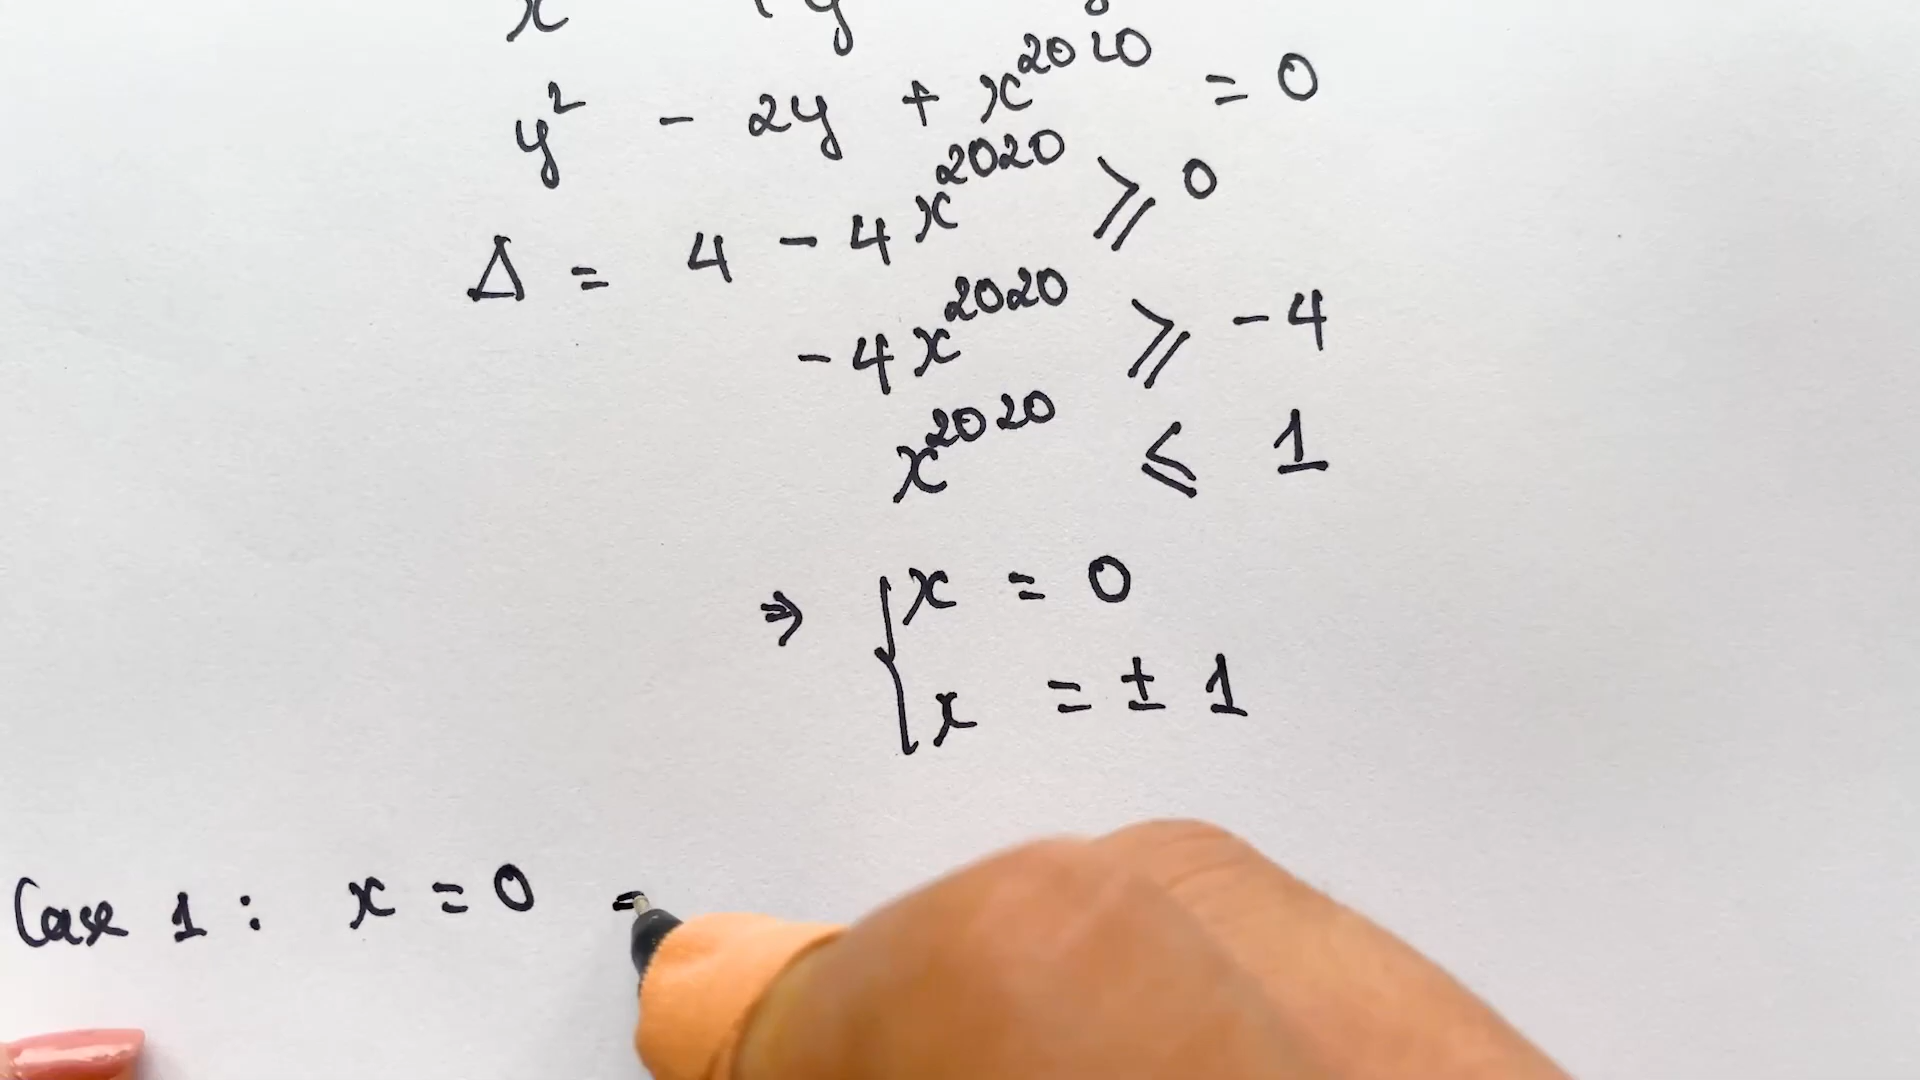 y² - 2y + x²⁰²⁰ = 0
Δ = 4 - 4x²⁰²⁰ ⩾ 0
-4x²⁰²⁰ ⩾ -4
x²⁰²⁰ ≤ 1
⇒ { x = 0
x = ± 1
Case 1 : x = 0